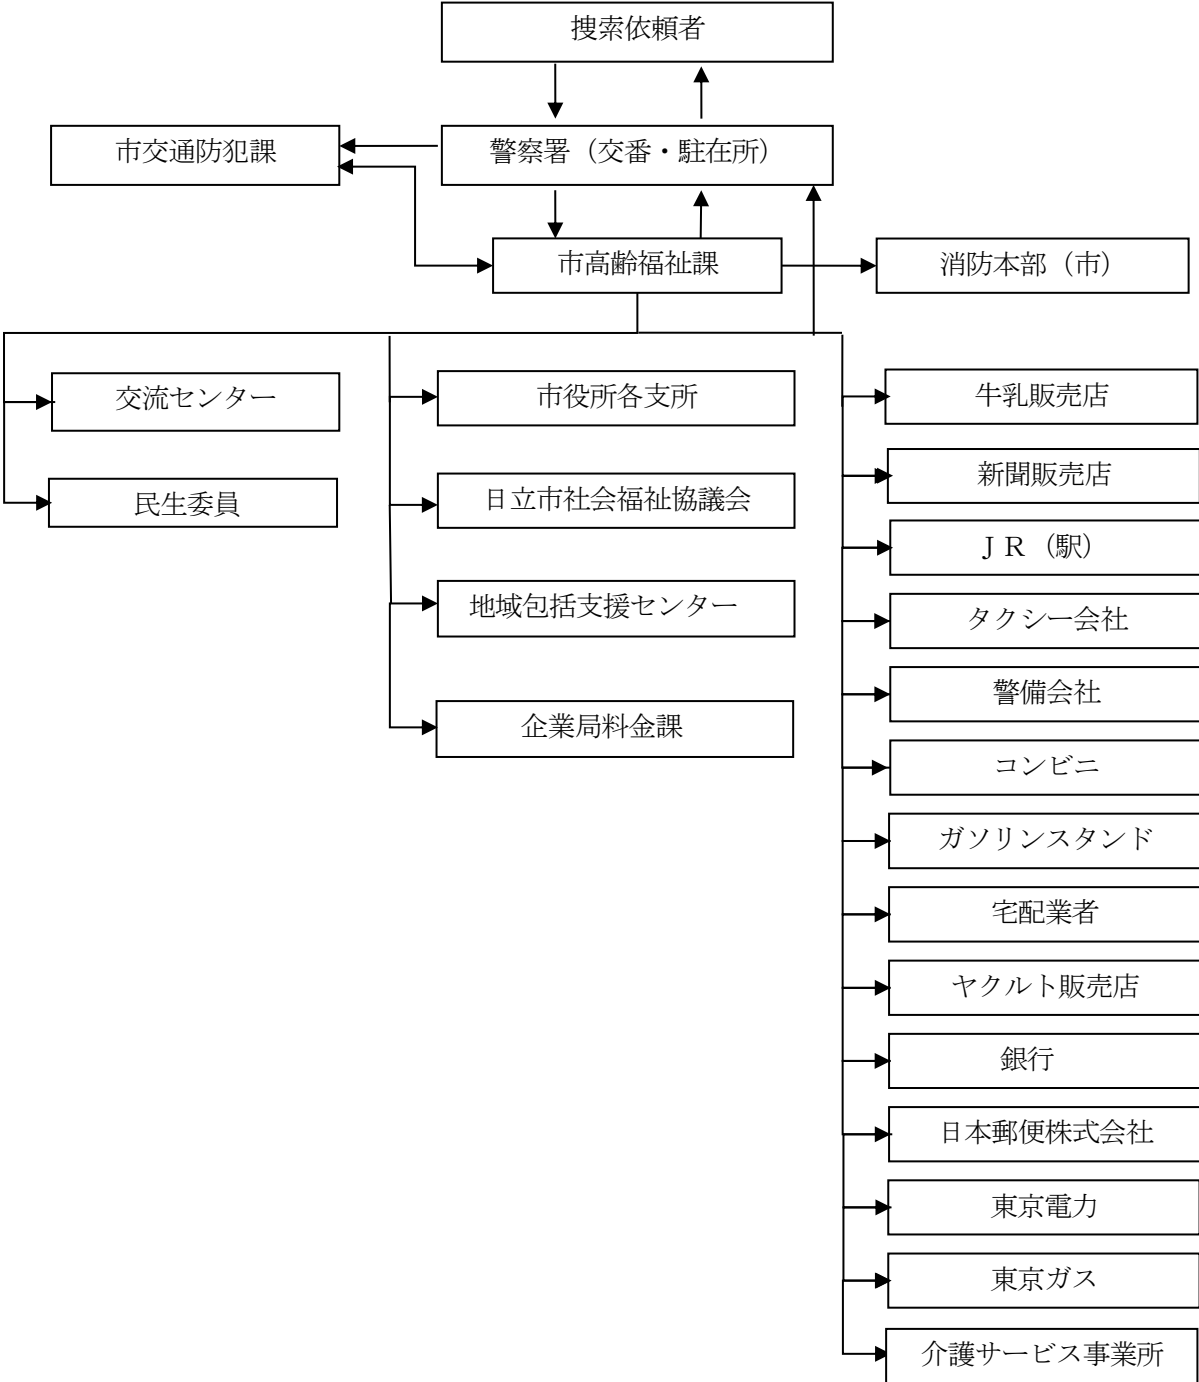 捜索依頼者
市交通防犯課
警察署（交番・駐在所）
市高齢福祉課
消防本部（市）
交流センター
民生委員
市役所各支所
日立市社会福祉協議会
地域包括支援センター
企業局料金課
牛乳販売店
新聞販売店
ＪＲ（駅）
タクシー会社
警備会社
コンビニ
ガソリンスタンド
宅配業者
ヤクルト販売店
銀行
日本郵便株式会社
東京電力
東京ガス
介護サービス事業所